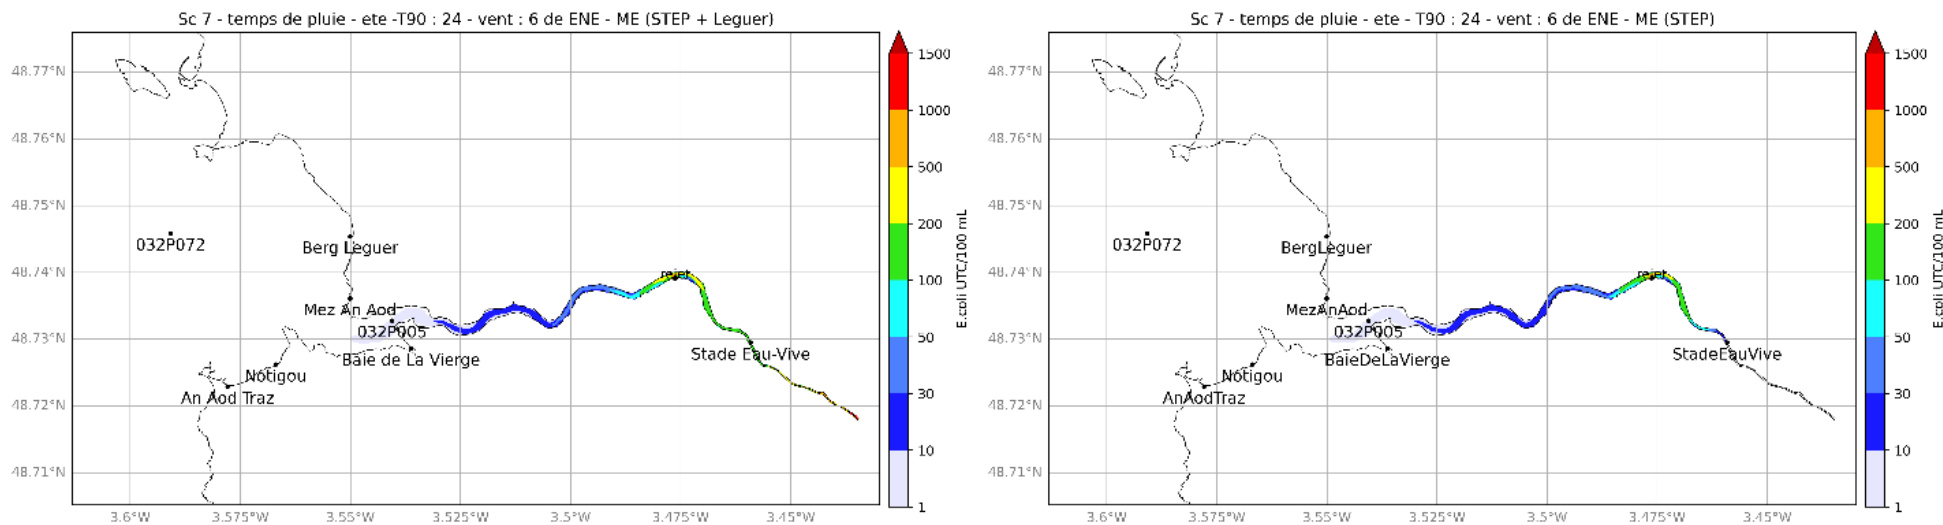 Sc 7 - temps de pluie - ete -T90 : 24 - vent : 6 de ENE - ME (STEP + Leguer)
48.77°N
48.76°N
48.75°N
48.74°N
48.73°N
48.72°N
48.71°N
3.6°W
3.575°W
3.55°W
3.525°W
3.5°W
3.475°W
3.45°W
032P072
Berg Leguer
rejet
Mez An Aod
032P005
Baie de La Vierge
Stade Eau-Vive
Notigou
An Aod Traz
1500
1000
500
200
100
50
30
10
1
E.coli UTC/100 mL
Sc 7 - temps de pluie - ete - T90 : 24 - vent : 6 de ENE - ME (STEP)
48.77°N
48.76°N
48.75°N
48.74°N
48.73°N
48.72°N
48.71°N
3.6°W
3.575°W
3.55°W
3.525°W
3.5°W
3.475°W
3.45°W
032P072
BergLeguer
rejet
MezAnAod
032P005
BaieDeLaVierge
StadeEauVive
Notigou
AnAodTraz
1500
1000
500
200
100
50
30
10
1
E.coli UTC/100 mL